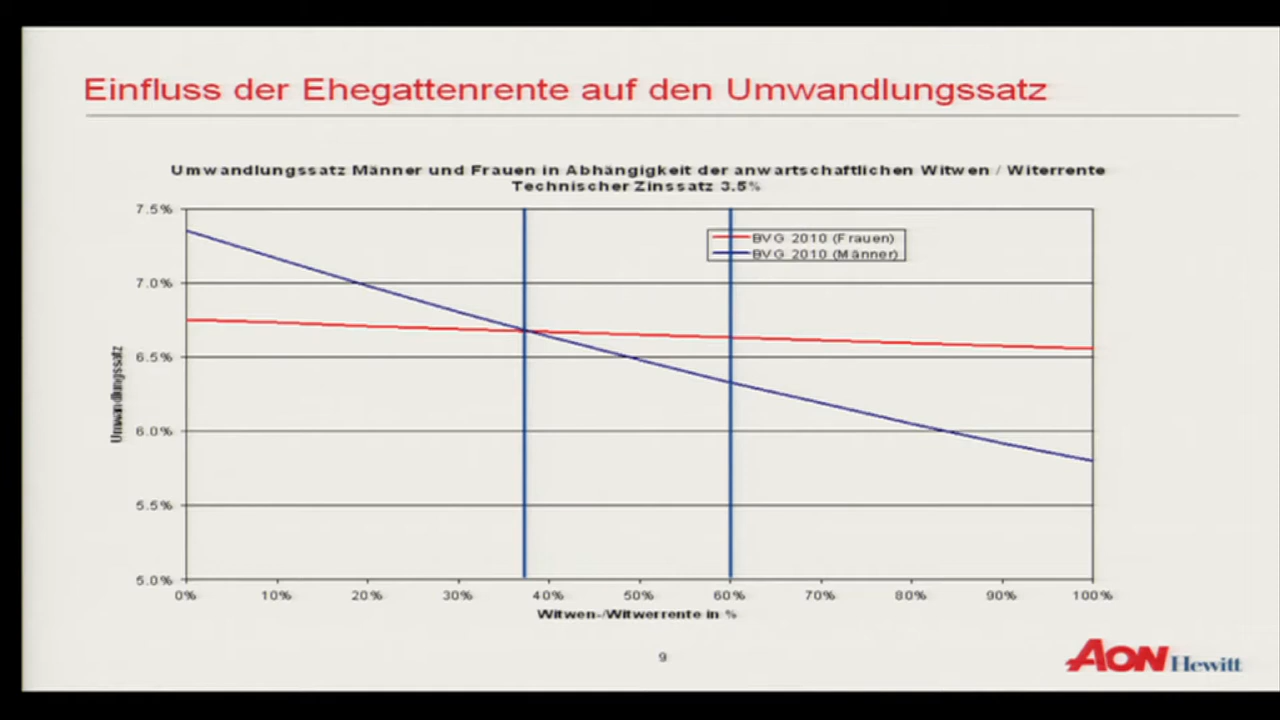 Einfluss der Ehegattenrente auf den Umwandlungssatz
Umwandlungssatz Männer und Frauen in Abhängigkeit der anwartschaftlichen Witwen / Witerrente
Technischer Zinssatz 3.5%
7.5%
7.0%
6.5%
6.0%
5.5%
5.0%
Umwandlungssatz
BVG 2010 (Frauen)
BVG 2010 (Männer)
0% 10% 20% 30% 40% 50% 60% 70% 80% 90% 100%
Witwen-/Witwerrente in %
9
AON Hewitt